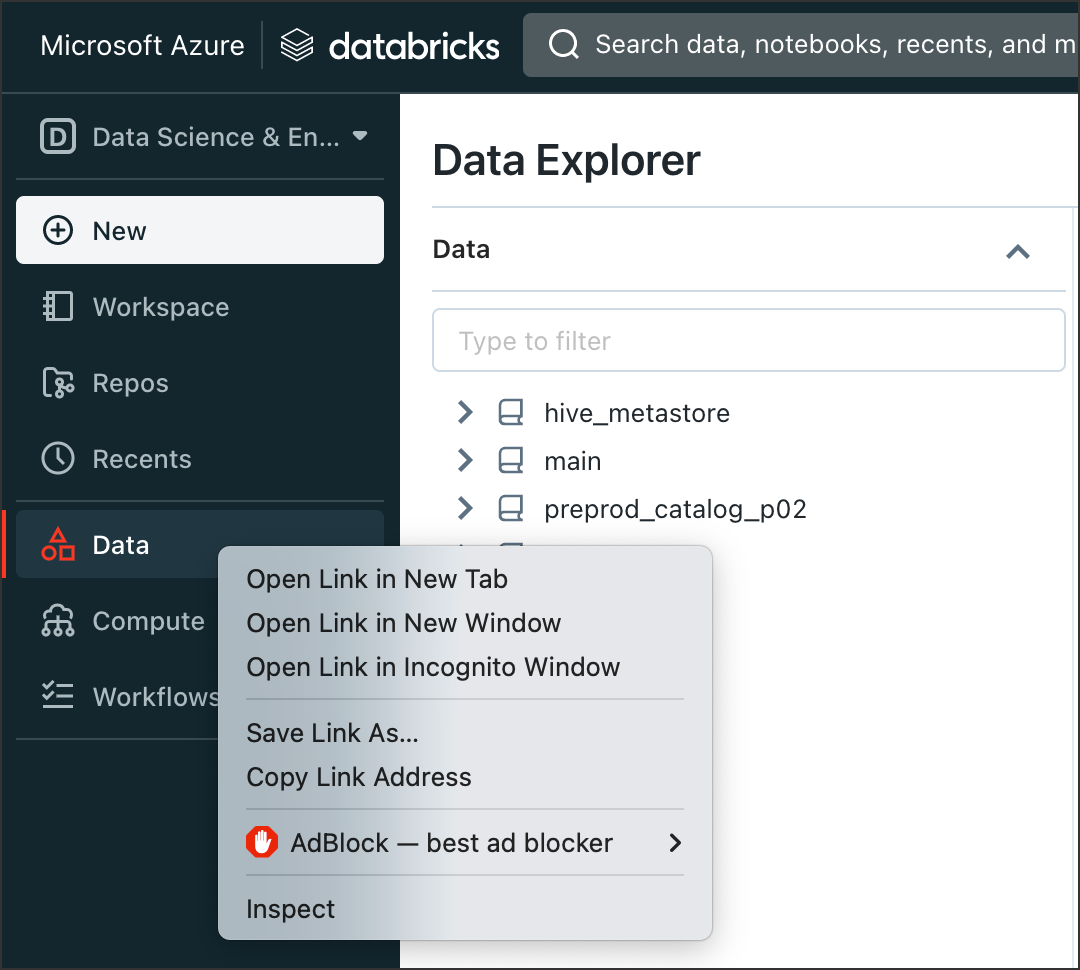 Microsoft Azure
databricks
Search data, notebooks, recents, and m
D Data Science & En...
New
Workspace
Repos
Recents
Data
Compute
Workflows
Data Explorer
Data
Type to filter
hive_metastore
main
preprod_catalog_p02
Open Link in New Tab
Open Link in New Window
Open Link in Incognito Window
Save Link As...
Copy Link Address
AdBlock — best ad blocker
Inspect